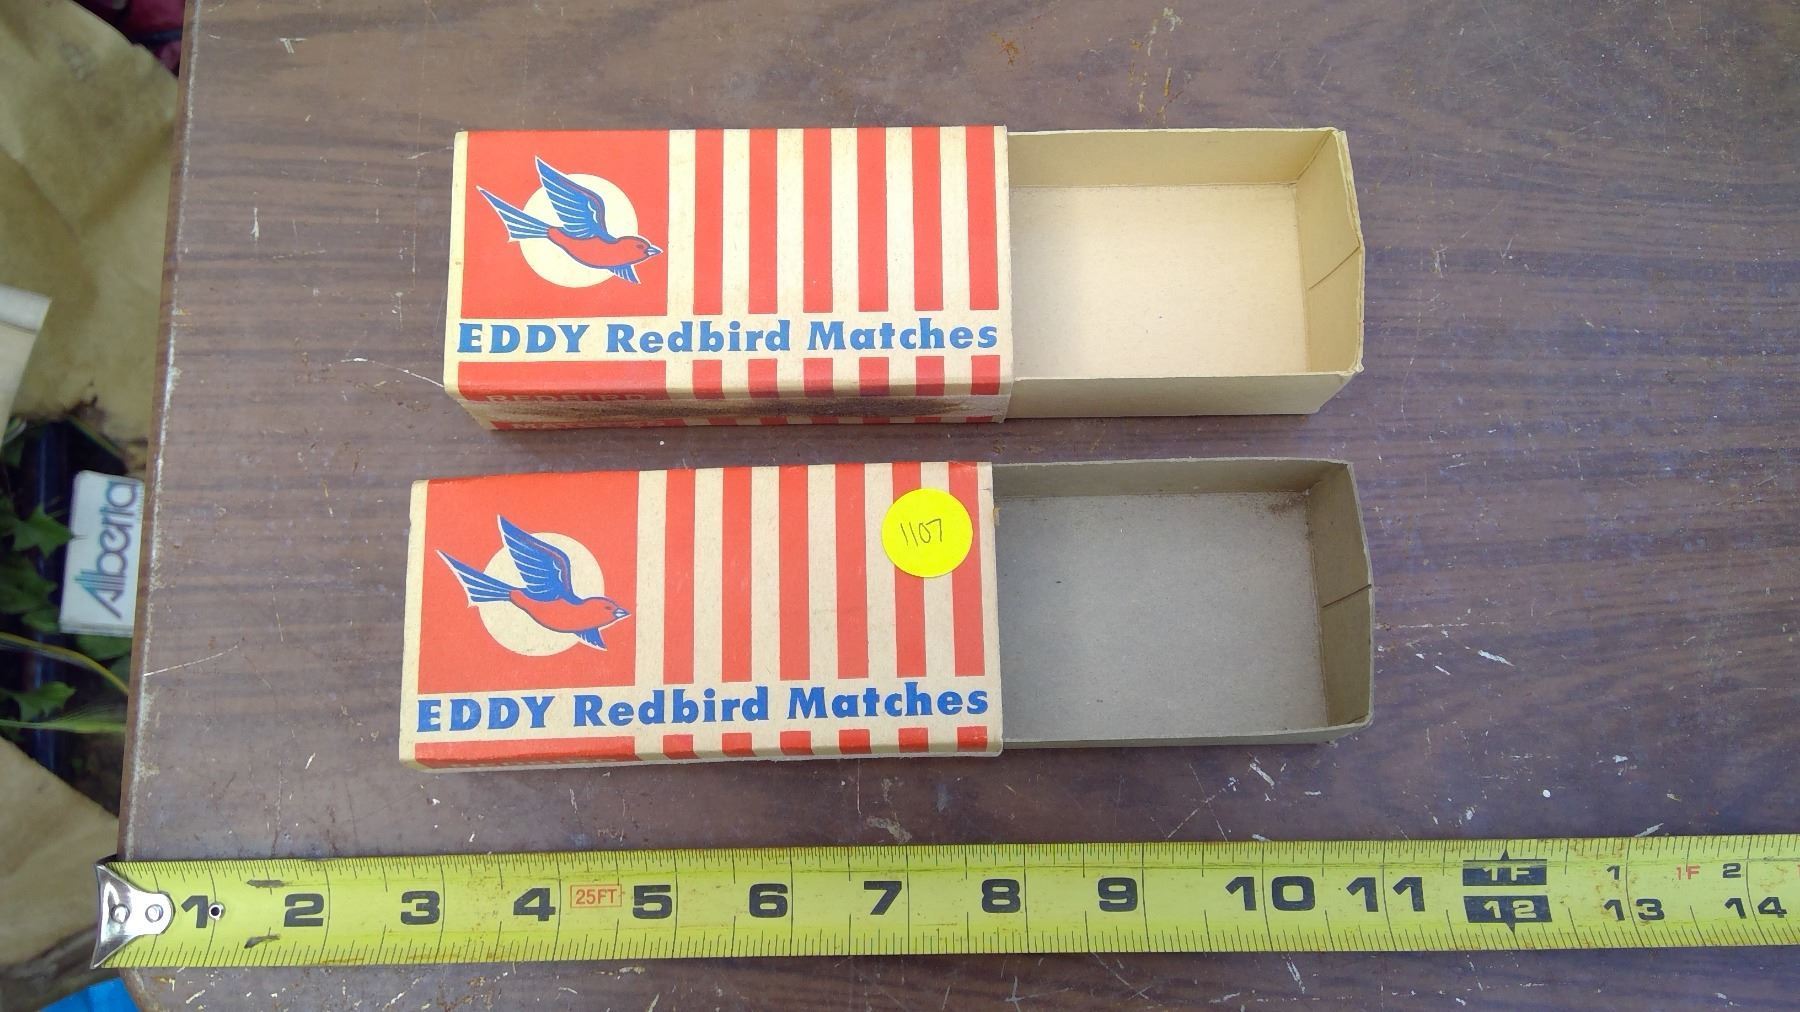 EDDY Redbird Matches
REDBIRD
1107
EDDY Redbird Matches
Alberta
1 2 3 4 25FT 5 6 7 8 9 10 11 1F 1 1F 2
12 13 14